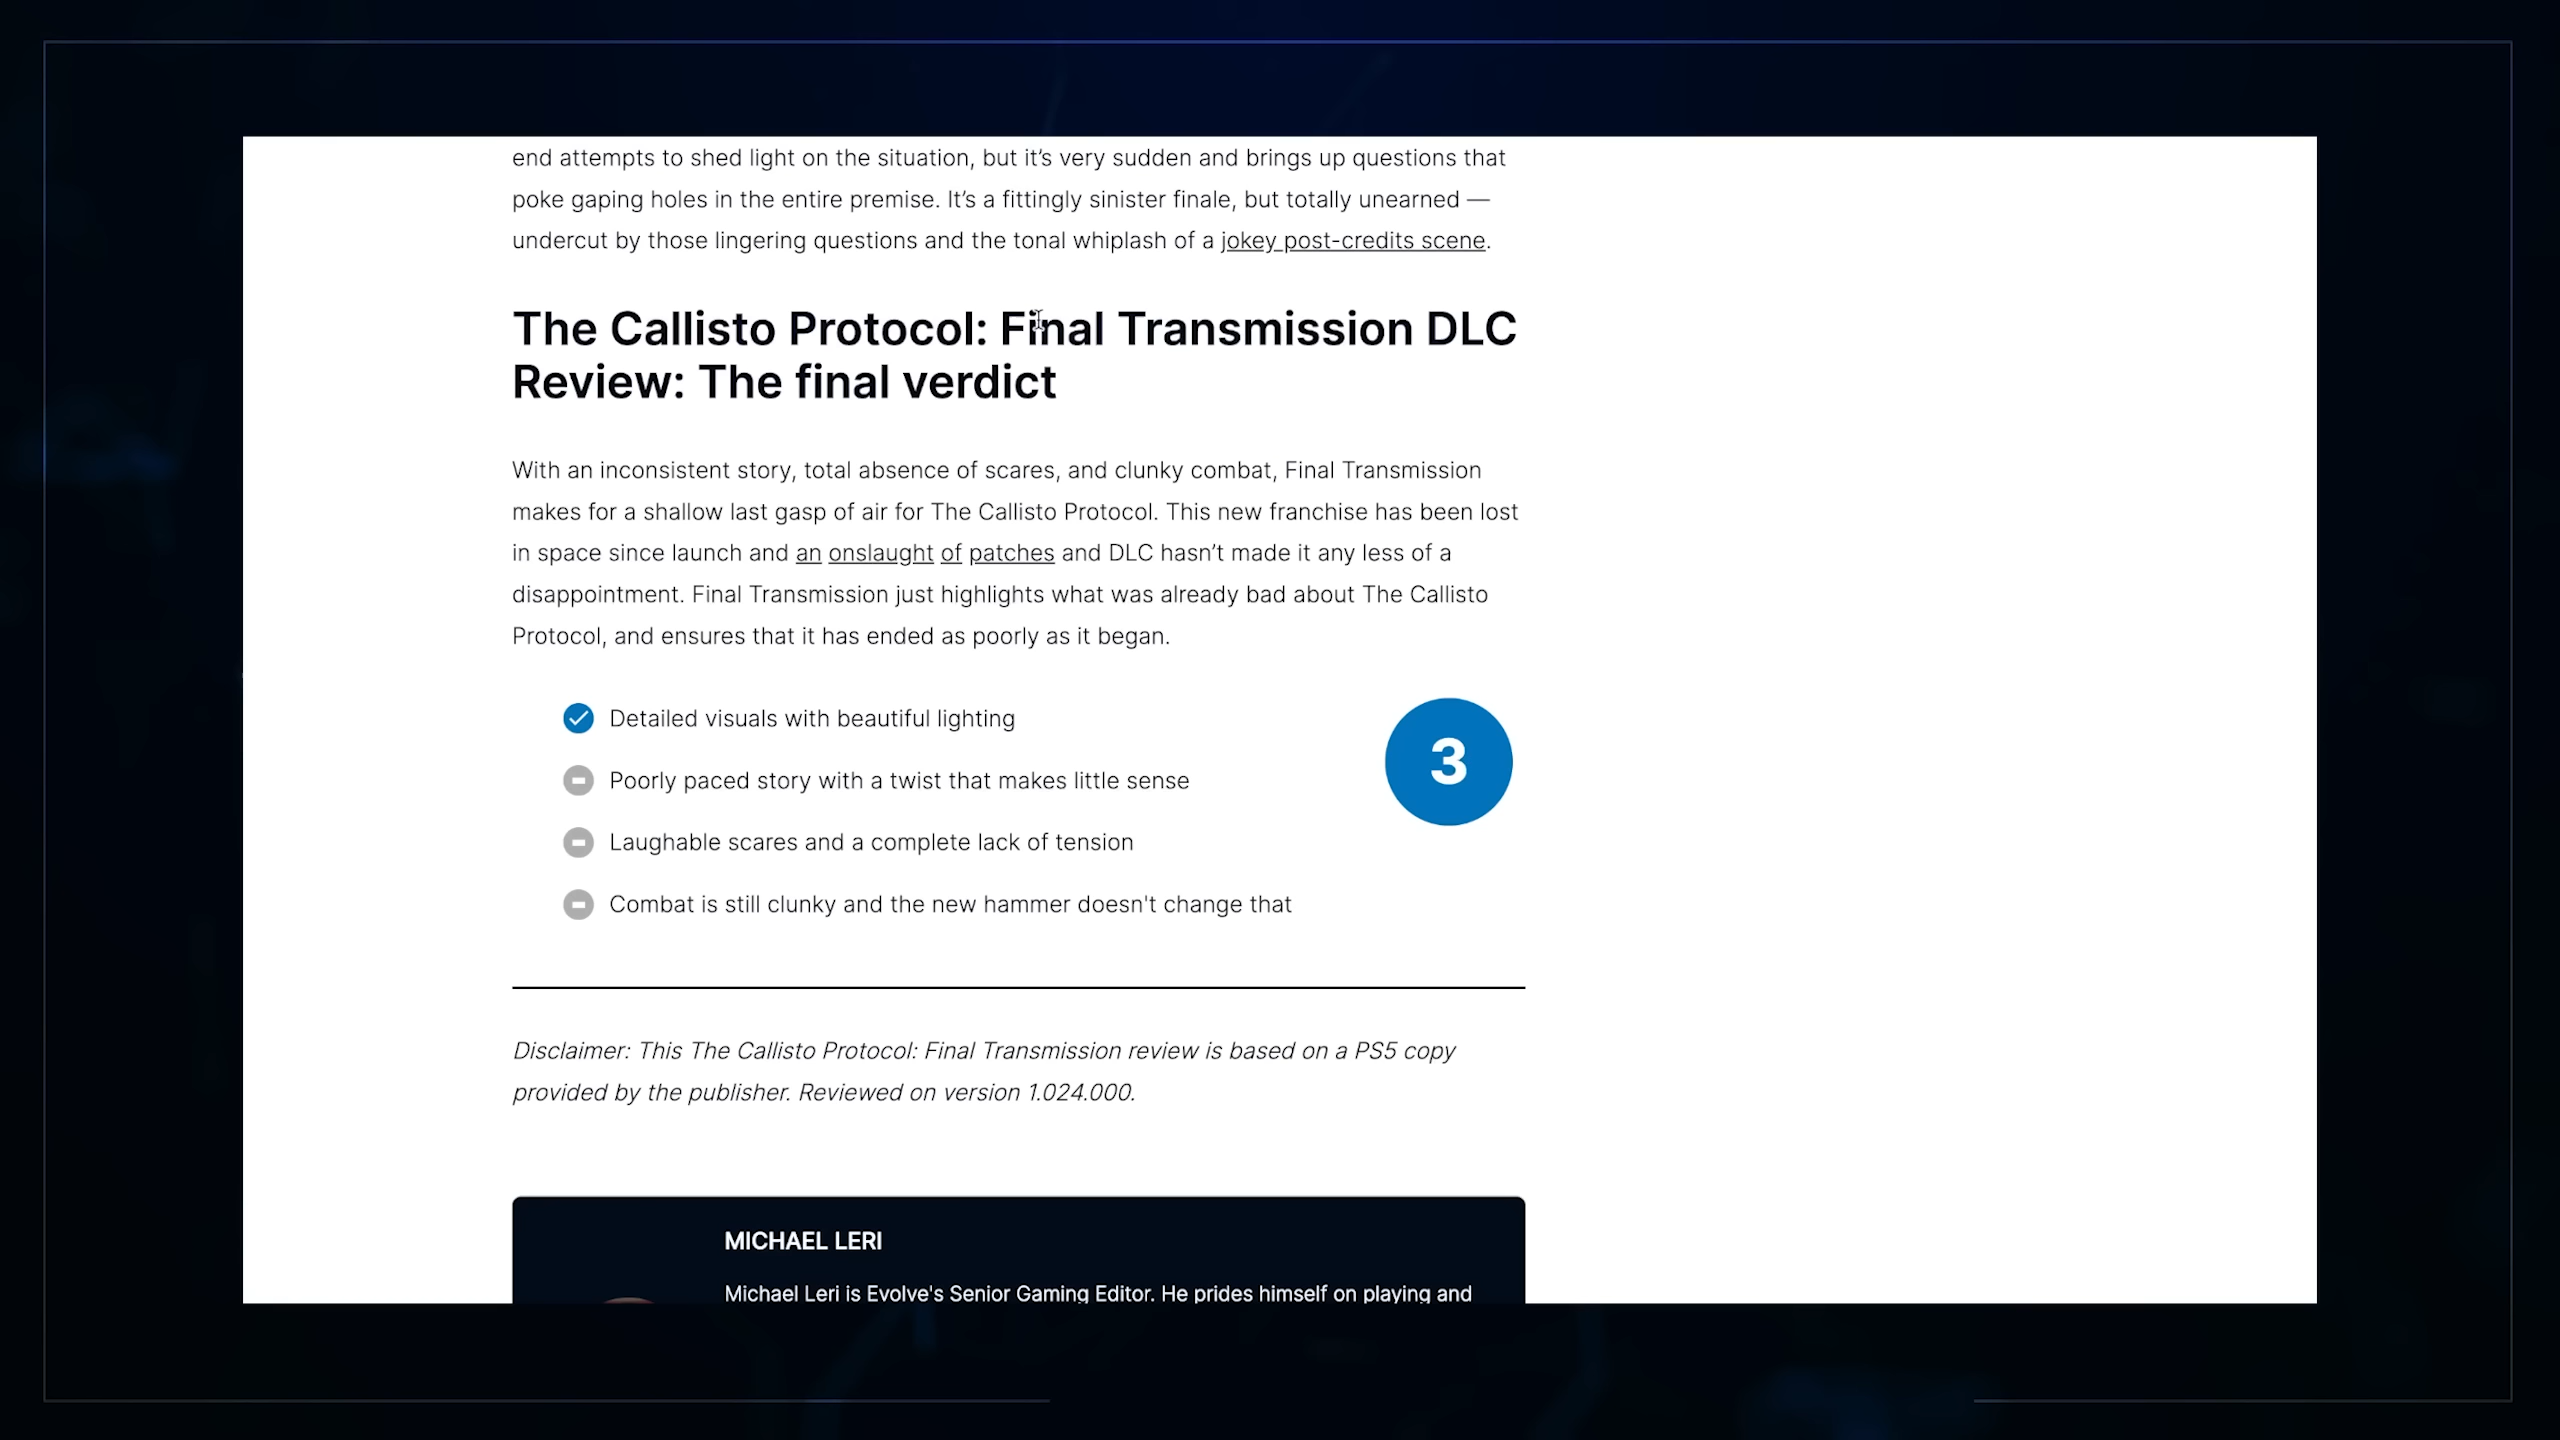 end attempts to shed light on the situation, but it’s very sudden and brings up questions that
poke gaping holes in the entire premise. It’s a fittingly sinister finale, but totally unearned —
undercut by those lingering questions and the tonal whiplash of a jokey post-credits scene.
The Callisto Protocol: Final Transmission DLC
Review: The final verdict
With an inconsistent story, total absence of scares, and clunky combat, Final Transmission
makes for a shallow last gasp of air for The Callisto Protocol. This new franchise has been lost
in space since launch and an onslaught of patches and DLC hasn’t made it any less of a
disappointment. Final Transmission just highlights what was already bad about The Callisto
Protocol, and ensures that it has ended as poorly as it began.
Detailed visuals with beautiful lighting
Poorly paced story with a twist that makes little sense
Laughable scares and a complete lack of tension
Combat is still clunky and the new hammer doesn't change that
3
Disclaimer: This The Callisto Protocol: Final Transmission review is based on a PS5 copy
provided by the publisher. Reviewed on version 1.024.000.
MICHAEL LERI
Michael Leri is Evolve's Senior Gaming Editor. He prides himself on playing and